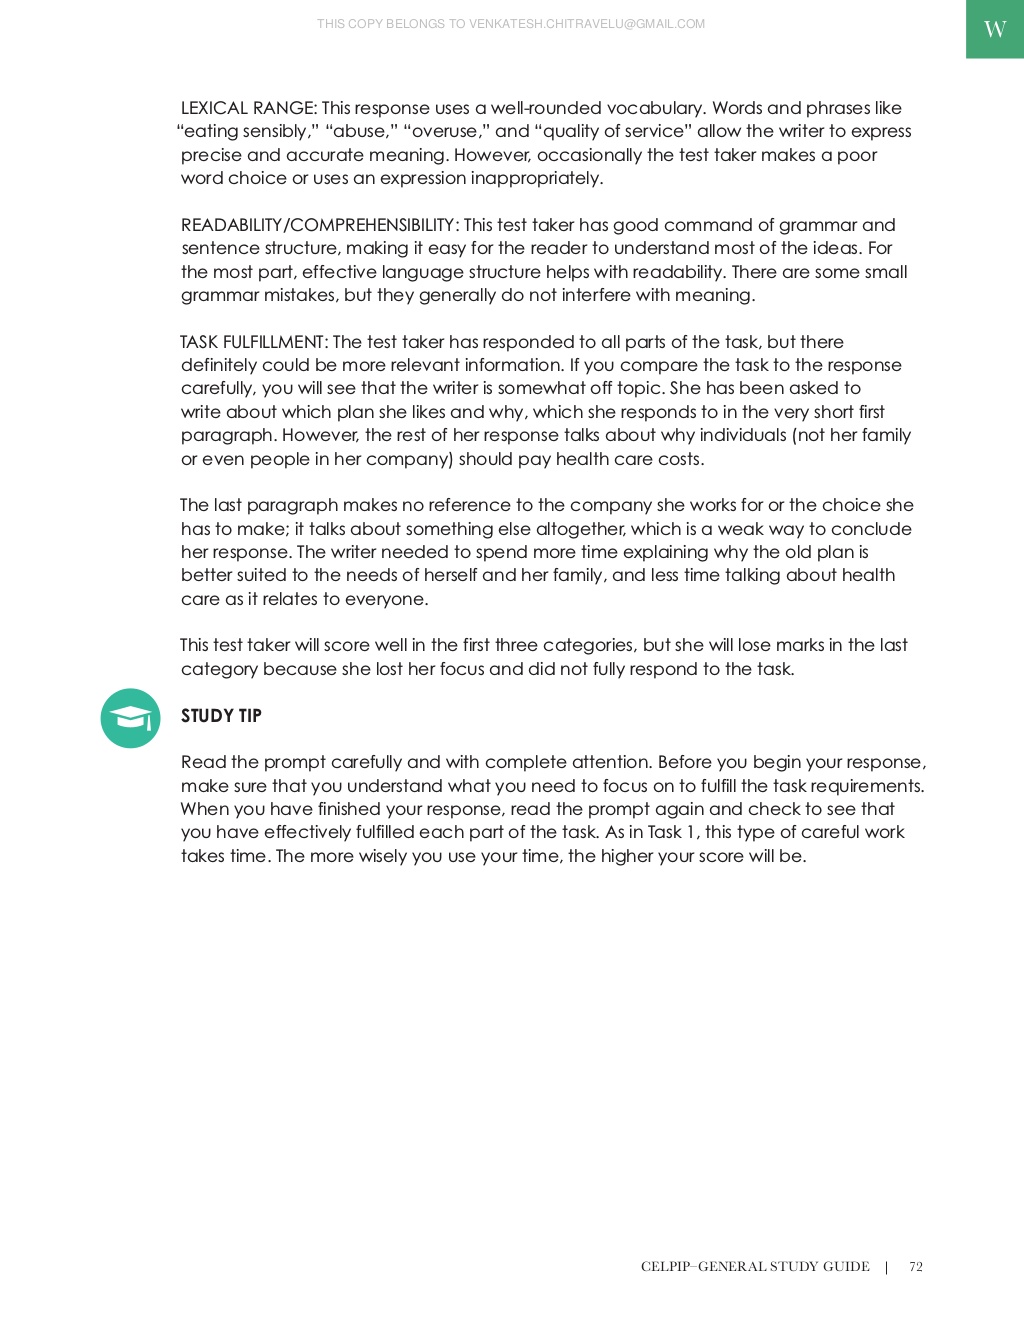 THIS COPY BELONGS TO VENKATESH.CHITRAVELU@GMAIL.COM
W
LEXICAL RANGE: This response uses a well-rounded vocabulary. Words and phrases like
“eating sensibly,” “abuse,” “overuse,” and “quality of service” allow the writer to express
precise and accurate meaning. However, occasionally the test taker makes a poor
word choice or uses an expression inappropriately.
READABILITY/COMPREHENSIBILITY: This test taker has good command of grammar and
sentence structure, making it easy for the reader to understand most of the ideas. For
the most part, effective language structure helps with readability. There are some small
grammar mistakes, but they generally do not interfere with meaning.
TASK FULFILLMENT: The test taker has responded to all parts of the task, but there
definitely could be more relevant information. If you compare the task to the response
carefully, you will see that the writer is somewhat off topic. She has been asked to
write about which plan she likes and why, which she responds to in the very short first
paragraph. However, the rest of her response talks about why individuals (not her family
or even people in her company) should pay health care costs.
The last paragraph makes no reference to the company she works for or the choice she
has to make; it talks about something else altogether, which is a weak way to conclude
her response. The writer needed to spend more time explaining why the old plan is
better suited to the needs of herself and her family, and less time talking about health
care as it relates to everyone.
This test taker will score well in the first three categories, but she will lose marks in the last
category because she lost her focus and did not fully respond to the task.
STUDY TIP
Read the prompt carefully and with complete attention. Before you begin your response,
make sure that you understand what you need to focus on to fulfill the task requirements.
When you have finished your response, read the prompt again and check to see that
you have effectively fulfilled each part of the task. As in Task 1, this type of careful work
takes time. The more wisely you use your time, the higher your score will be.
CELPIP–GENERAL STUDY GUIDE | 72